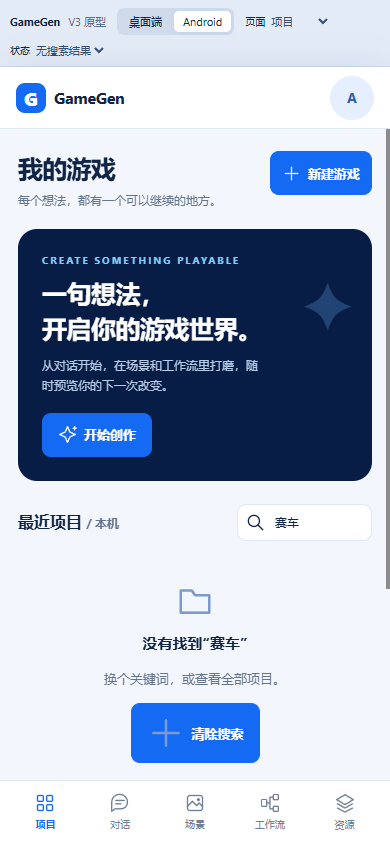 GameGen V3 原型 桌面端 Android 页面 项目
状态 无搜索结果
G GameGen A
我的游戏
新建游戏
每个想法，都有一个可以继续的地方。
CREATE SOMETHING PLAYABLE
一句想法，
开启你的游戏世界。
从对话开始，在场景和工作流里打磨，随
时预览你的下一次改变。
开始创作
最近项目 / 本机
赛车
没有找到“赛车”
换个关键词，或查看全部项目。
清除搜索
项目 对话 场景 工作流 资源